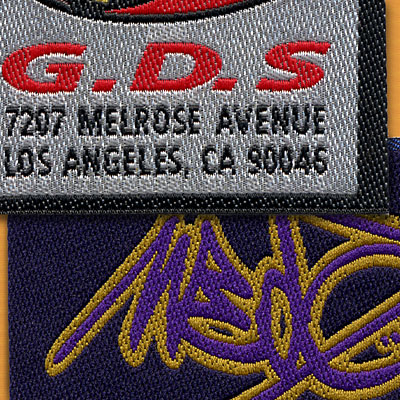 G.D.S
7207 MELROSE AVENUE
LOS ANGELES, CA 90046